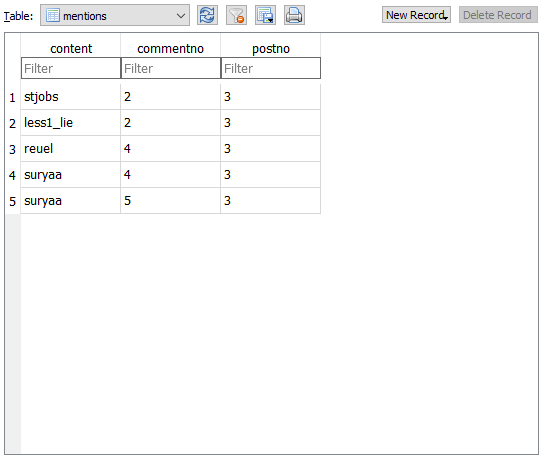 Table: mentions New Record Delete Record
content commentno postno
Filter Filter Filter
1 stjobs 2 3
2 less1_lie 2 3
3 reuel 4 3
4 suryaa 4 3
5 suryaa 5 3